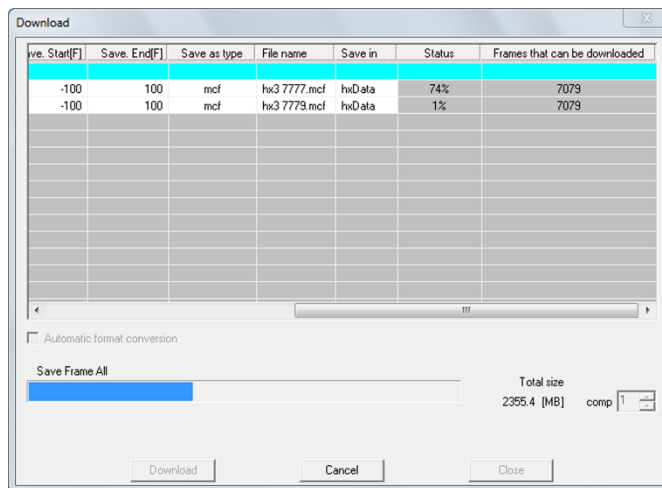 Download
ve. Start[F] Save. End[F] Save as type File name Save in Status Frames that can be downloaded
-100 100 mcf hx3 7777.mcf hxData 74% 7079
-100 100 mcf hx3 7779.mcf hxData 1% 7079
Automatic format conversion
Save Frame All
Total size
2355.4 [MB] comp 1
Download Cancel Close